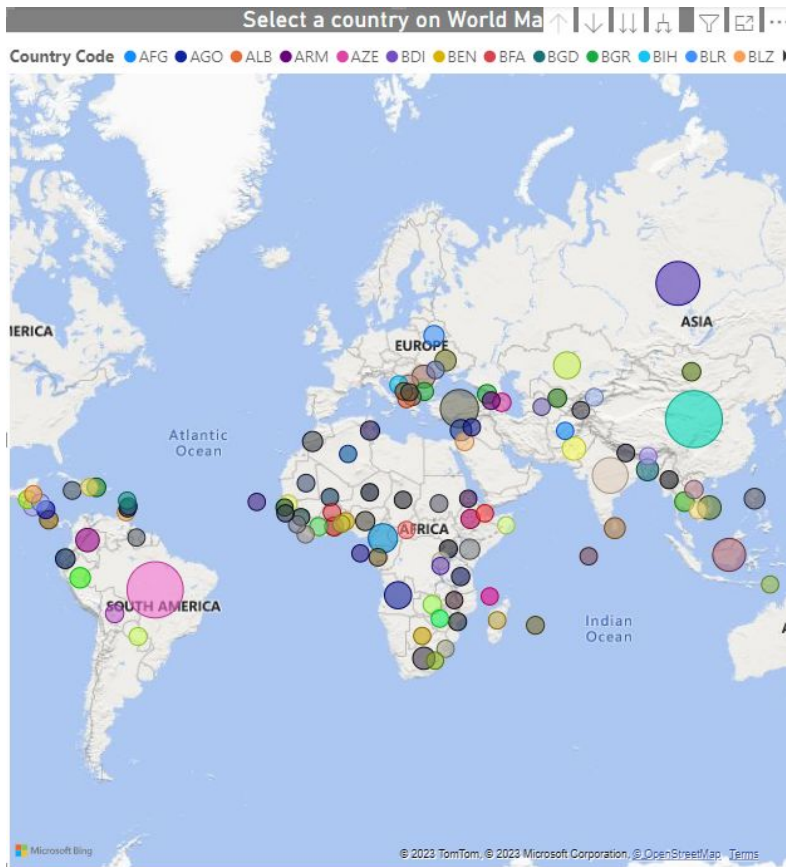 Select a country on World Ma
Country Code AFG AGO ALB ARM AZE BDI BEN BFA BGD BGR BIH BLR BLZ
MERICA
EUROPE
ASIA
Atlantic
Ocean
AFRICA
SOUTH AMERICA
Indian
Ocean
A
Microsoft Bing
© 2023 TomTom, © 2023 Microsoft Corporation, © OpenStreetMap Terms